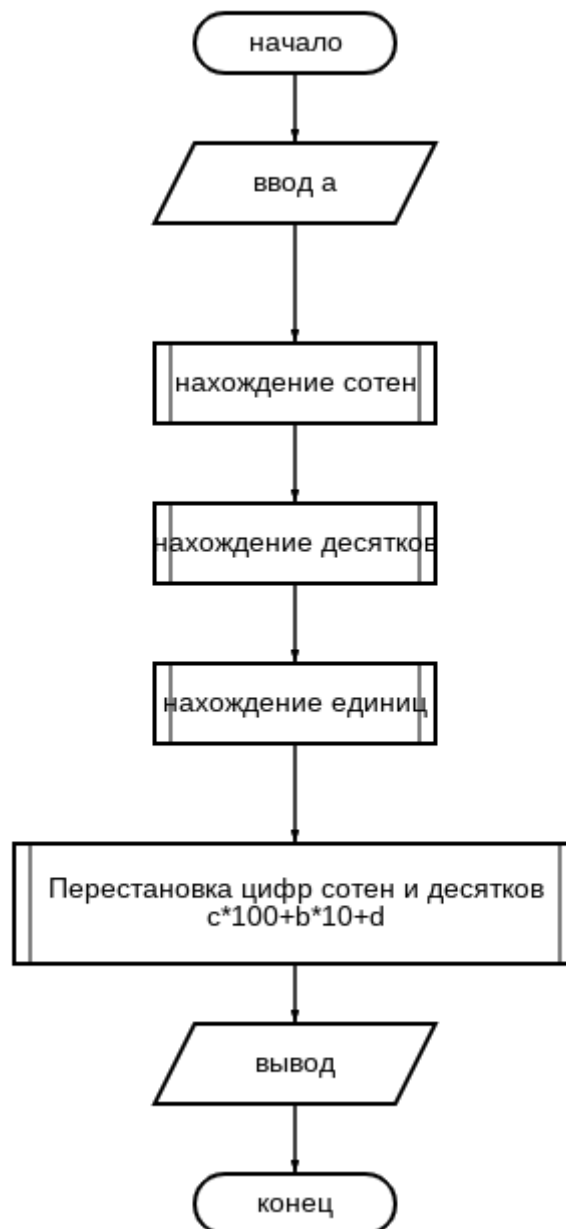 начало
ввод a
нахождение сотен
нахождение десятков
нахождение единиц
Перестановка цифр сотен и десятков
c*100+b*10+d
вывод
конец